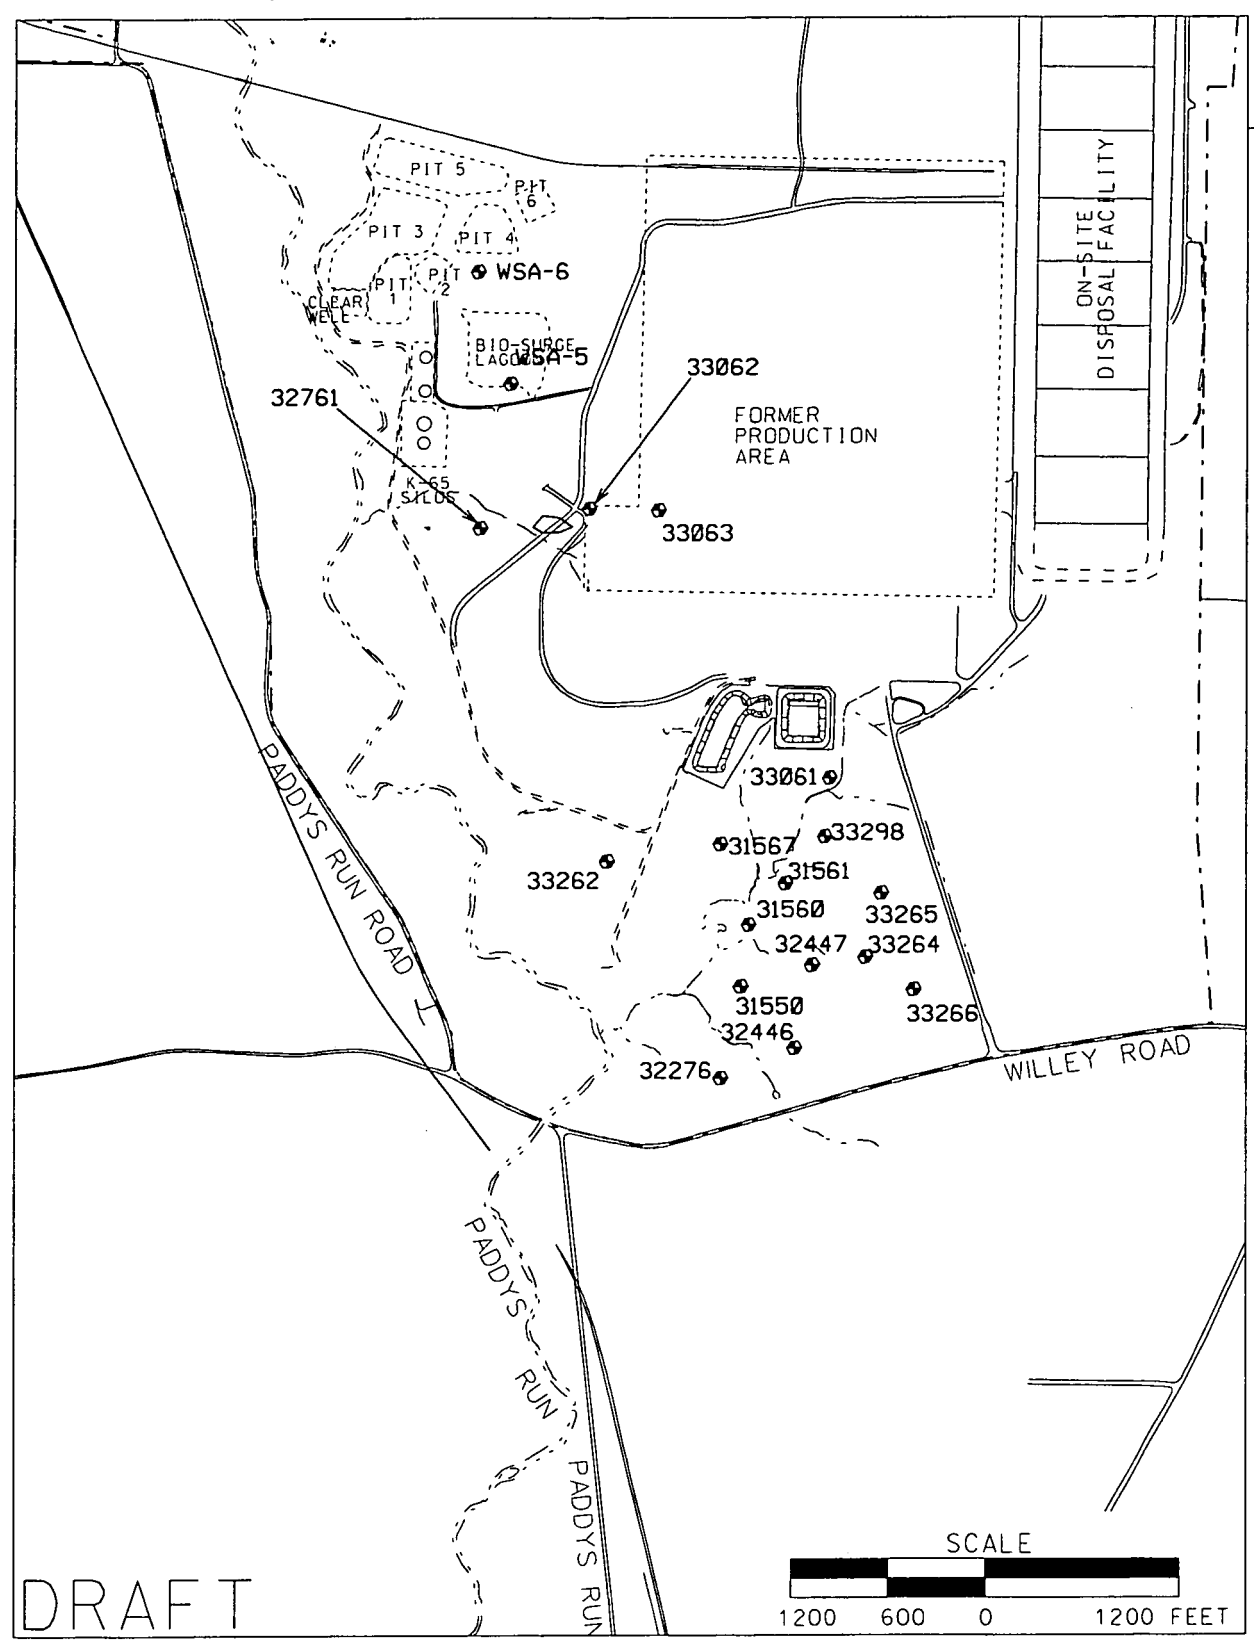 PIT 5
PIT
6
PIT 3
PIT 4
PIT
1
PIT
2
WSA-6
CLEAR
WELL
BIO-SURGE
LAGOON
WSA-5
ON-SITE
DISPOSAL FACILITY
33062
32761
FORMER
PRODUCTION
AREA
K-65
SILOS
33063
PADDYS RUN ROAD
33061
31567
33298
33262
31561
31560
33265
32447
33264
31550
33266
32446
32276
WILLEY ROAD
PADDYS RUN
PADDYS RUN
SCALE
1200 600 0 1200 FEET
DRAFT